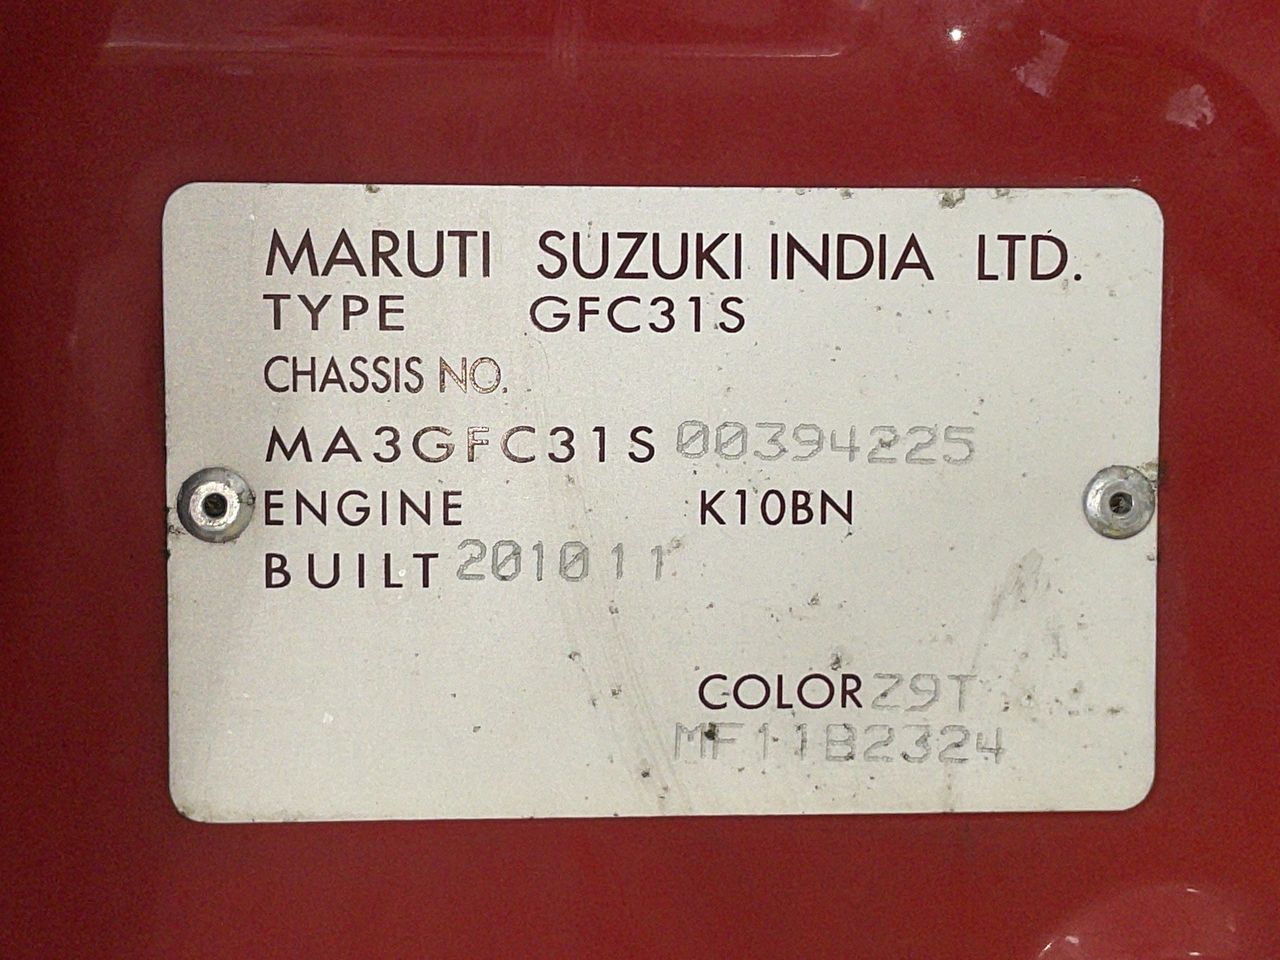 MARUTI SUZUKI INDIA LTD.
TYPE GFC31S
CHASSIS NO.
MA3GFC31S00394225
ENGINE K10BN
BUILT 201011
COLOR Z9T
MF11B2324